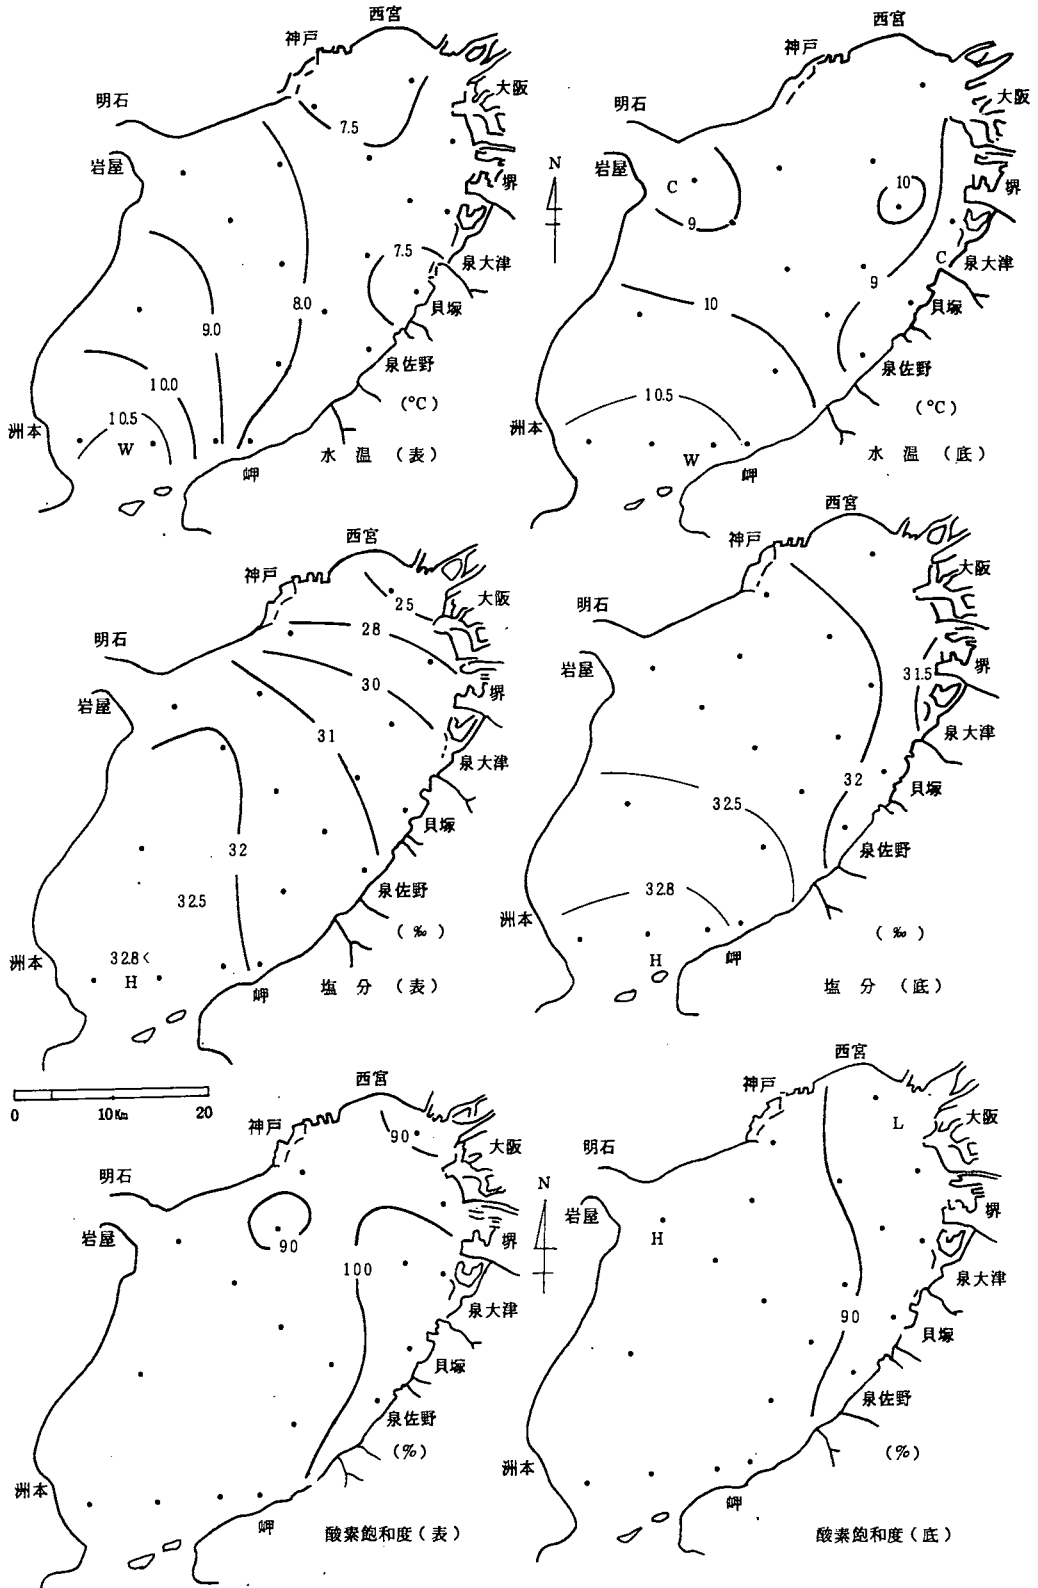 西宮
神戸
明石
大阪
岩屋
堺
泉大津
貝塚
泉佐野
洲本
岬
7.5
7.5
8.0
9.0
10.0
10.5
W
(℃)
水温(表)
N
西宮
神戸
明石
大阪
岩屋
堺
泉大津
貝塚
泉佐野
洲本
岬
C
9
10
C
9
10
10.5
W
(℃)
水温(底)
西宮
神戸
明石
大阪
岩屋
堺
泉大津
貝塚
泉佐野
洲本
岬
25
28
30
31
32
32.5
32.8<
H
(‰)
塩分(表)
西宮
神戸
明石
大阪
岩屋
堺
泉大津
貝塚
泉佐野
洲本
岬
31.5
32
32.5
32.8
H
(‰)
塩分(底)
0 10Km 20
西宮
神戸
明石
大阪
岩屋
堺
泉大津
貝塚
泉佐野
洲本
岬
90
90
100
(%)
酸素飽和度(表)
N
西宮
神戸
明石
大阪
岩屋
堺
泉大津
貝塚
泉佐野
洲本
岬
L
H
90
(%)
酸素飽和度(底)